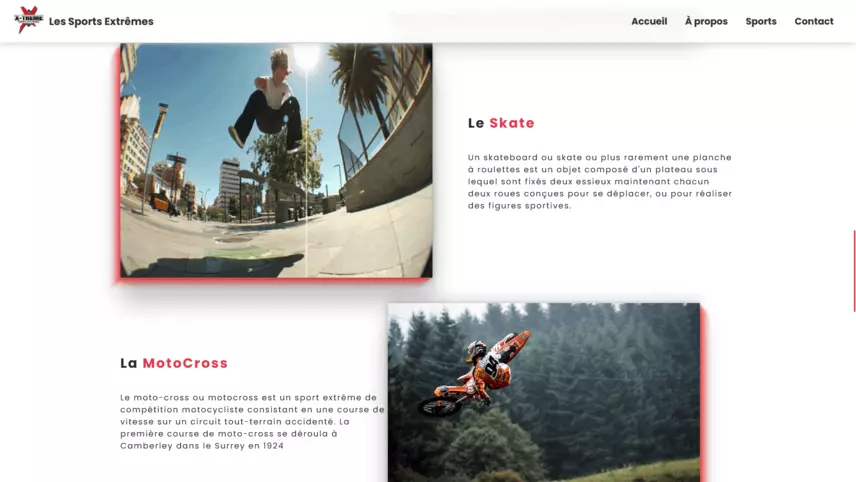 X-TREME
Les Sports Extrêmes
Accueil
À propos
Sports
Contact
Le Skate
Un skateboard ou skate ou plus rarement une planche
à roulettes est un objet composé d'un plateau sous
lequel sont fixés deux essieux maintenant chacun
deux roues conçues pour se déplacer, ou pour réaliser
des figures sportives.
La MotoCross
Le moto-cross ou motocross est un sport extrême de
compétition motocycliste consistant en une course de
vitesse sur un circuit tout-terrain accidenté. La
première course de moto-cross se déroula à
Camberley dans le Surrey en 1924